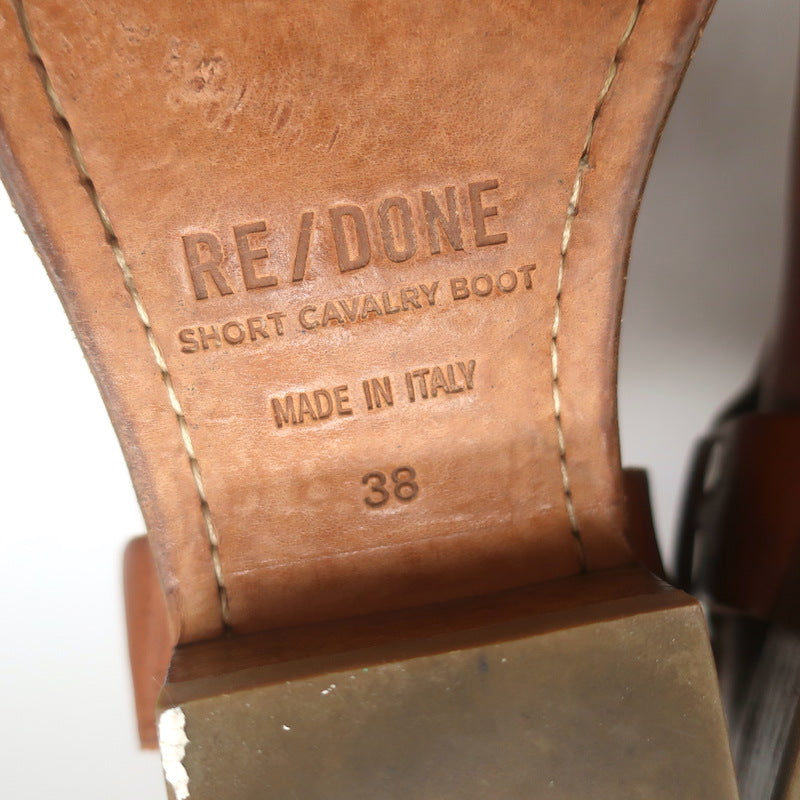 RE/DONE
SHORT CAVALRY BOOT
MADE IN ITALY
38